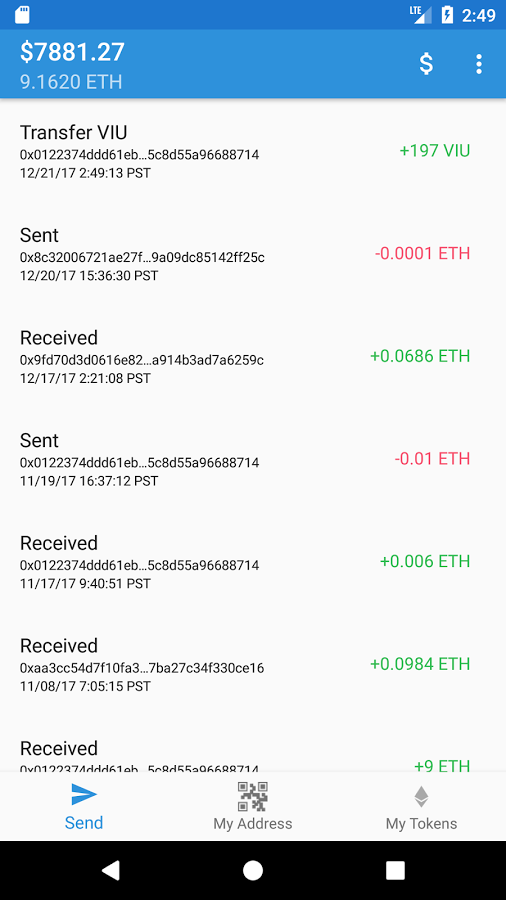 LTE 2:49
$7881.27
9.1620 ETH
$
Transfer VIU
0x0122374ddd61eb...5c8d55a96688714
+197 VIU
12/21/17 2:49:13 PST
Sent
0x8c32006721ae27f...9a09dc85142ff25c
-0.0001 ETH
12/20/17 15:36:30 PST
Received
0x9fd70d3d0616e82...a914b3ad7a6259c
+0.0686 ETH
12/17/17 2:21:08 PST
Sent
0x0122374ddd61eb...5c8d55a96688714
-0.01 ETH
11/19/17 16:37:12 PST
Received
0x0122374ddd61eb...5c8d55a96688714
+0.006 ETH
11/17/17 9:40:51 PST
Received
0xaa3cc54d7f10fa3...7ba27c34f330ce16
+0.0984 ETH
11/08/17 7:05:15 PST
Received
0x0122374ddd61eb...5c8d55a96688714
+9 ETH
Send
My Address
My Tokens